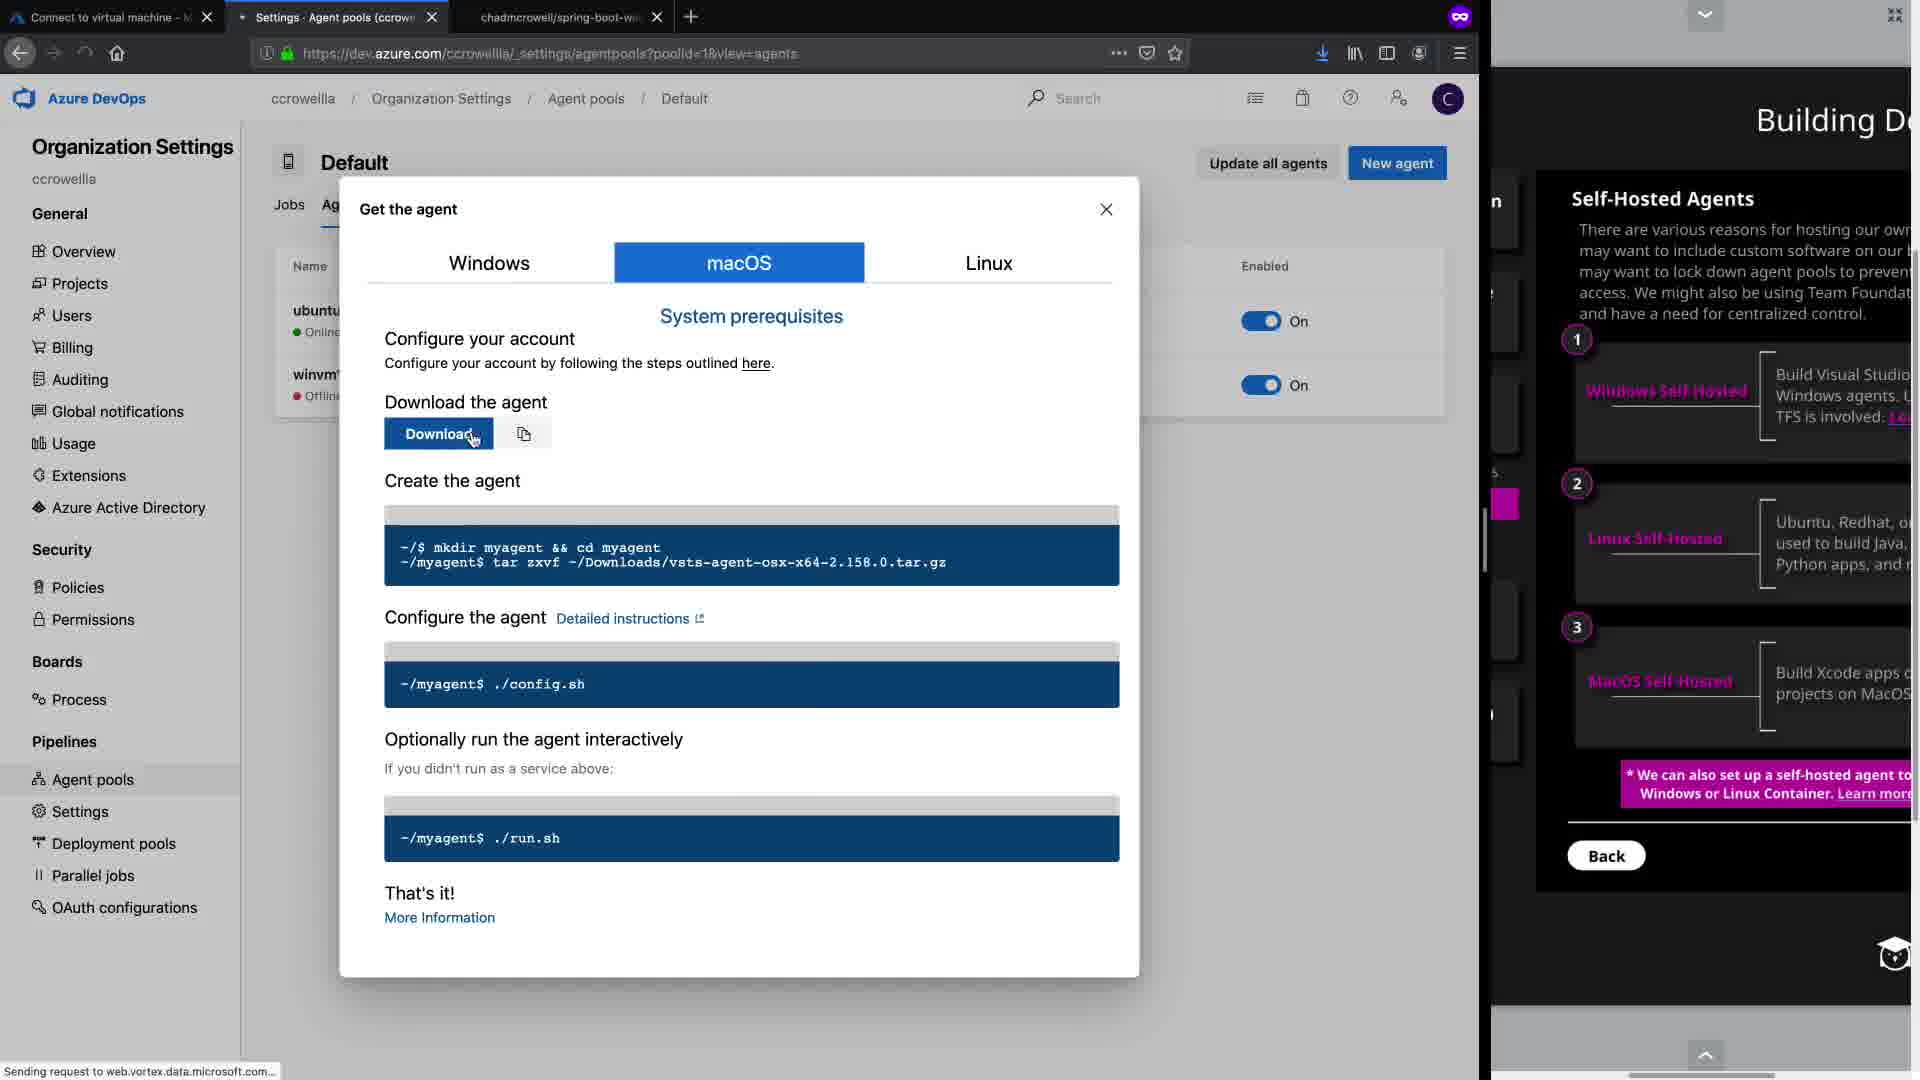 Connect to virtual machine - M
Settings · Agent pools (ccrowe
chadmcrowell/spring-boot-w
https://dev.azure.com/ccrowellla/_settings/agentpools?poolId=1&view=agents
Azure DevOps
ccrowellla / Organization Settings / Agent pools / Default
Search
C
Organization Settings
ccrowellla
General
Overview
Projects
Users
Billing
Auditing
Global notifications
Usage
Extensions
Azure Active Directory
Security
Policies
Permissions
Boards
Process
Pipelines
Agent pools
Settings
Deployment pools
Parallel jobs
OAuth configurations
Sending request to web.vortex.data.microsoft.com...
Default
Update all agents
New agent
Jobs
Ag
Name
Enabled
ubuntu
Online
On
winvm
Offlin
On
Get the agent
Windows
macOS
Linux
System prerequisites
Configure your account
Configure your account by following the steps outlined here.
Download the agent
Download
Create the agent
~/$ mkdir myagent && cd myagent
~/myagent$ tar zxvf ~/Downloads/vsts-agent-osx-x64-2.158.0.tar.gz
Configure the agent Detailed instructions
~/myagent$ ./config.sh
Optionally run the agent interactively
If you didn't run as a service above:
~/myagent$ ./run.sh
That's it!
More Information
Building De
Self-Hosted Agents
There are various reasons for hosting our own
may want to include custom software on our b
may want to lock down agent pools to preven
access. We might also be using Team Foundat
and have a need for centralized control.
1
Windows Self-Hosted
Build Visual Studio
Windows agents. U
TFS is involved: Lea
2
Linux Self-Hosted
Ubuntu, Redhat, or
used to build Java,
Python apps, and
3
MacOS Self-Hosted
Build Xcode apps o
projects on MacOS
* We can also set up a self-hosted agent to
Windows or Linux Container. Learn more
Back